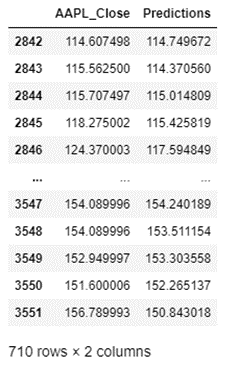 AAPL_Close Predictions
2842 114.607498 114.749672
2843 115.562500 114.370560
2844 115.707497 115.014809
2845 118.275002 115.425819
2846 124.370003 117.594849
... ... ...
3547 154.089996 154.240189
3548 154.089996 153.511154
3549 152.949997 153.303558
3550 151.600006 152.265137
3551 156.789993 150.843018
710 rows × 2 columns